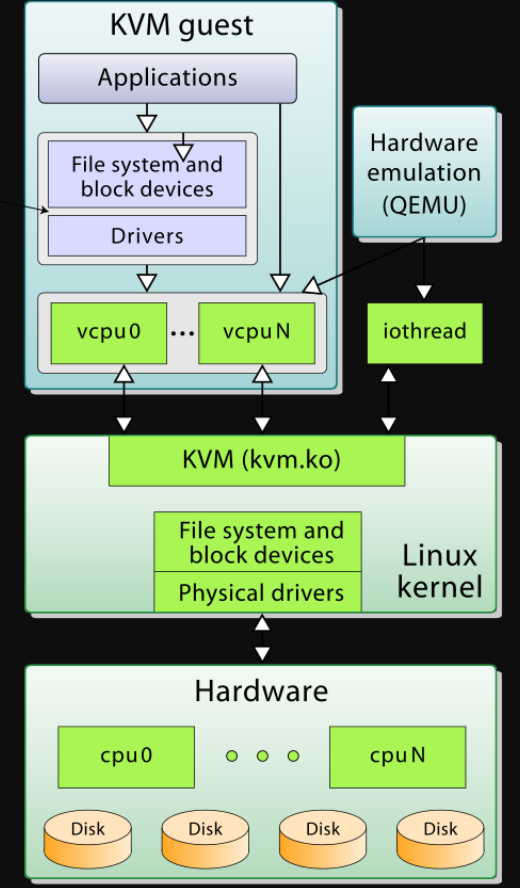 KVM guest
Applications
File system and
block devices
Drivers
vcpu0 ... vcpuN
Hardware
emulation
(QEMU)
iothread
KVM (kvm.ko)
File system and
block devices
Physical drivers
Linux
kernel
Hardware
cpu0
cpuN
Disk
Disk
Disk
Disk